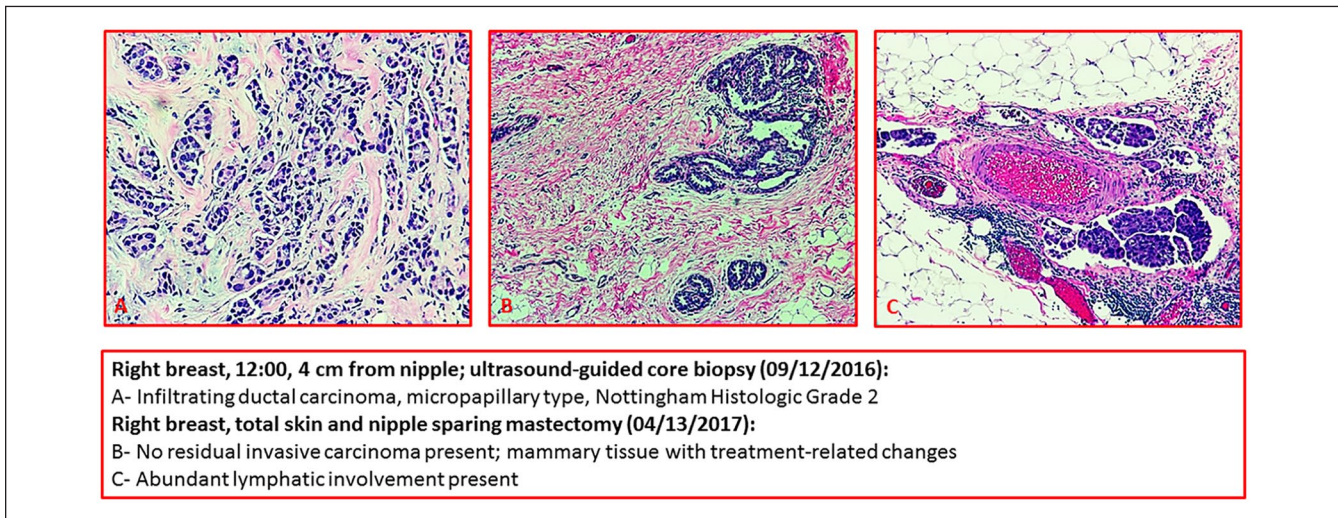 A
B
C
Right breast, 12:00, 4 cm from nipple; ultrasound-guided core biopsy (09/12/2016):
A- Infiltrating ductal carcinoma, micropapillary type, Nottingham Histologic Grade 2
Right breast, total skin and nipple sparing mastectomy (04/13/2017):
B- No residual invasive carcinoma present; mammary tissue with treatment-related changes
C- Abundant lymphatic involvement present